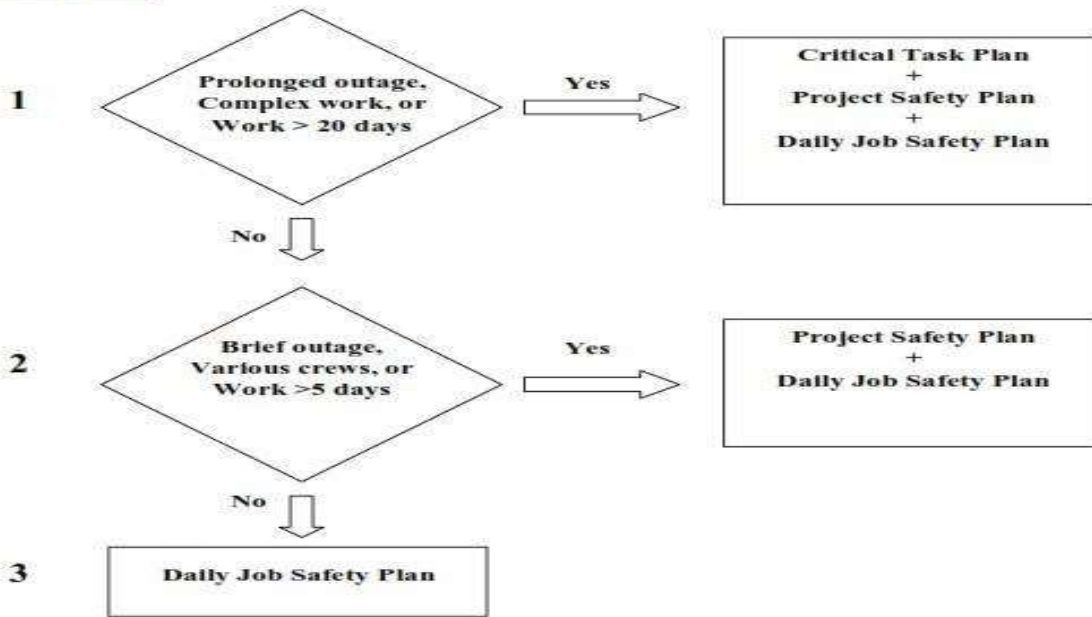 1
Prolonged outage,
Complex work, or
Work > 20 days
Yes
Critical Task Plan
+
Project Safety Plan
+
Daily Job Safety Plan
No
2
Brief outage,
Various crews, or
Work >5 days
Yes
Project Safety Plan
+
Daily Job Safety Plan
No
3
Daily Job Safety Plan